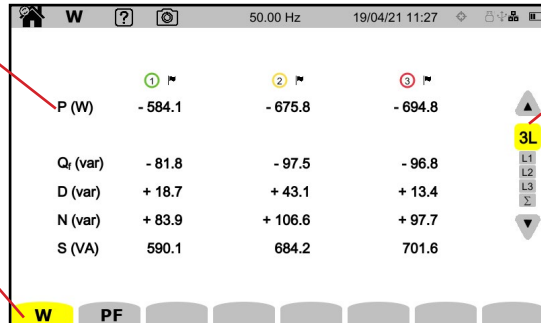 W ? 50.00 Hz 19/04/21 11:27
1 2 3
P (W) - 584.1 - 675.8 - 694.8
3L
Qf (var) - 81.8 - 97.5 - 96.8
L1
L2
D (var) + 18.7 + 43.1 + 13.4
L3
Σ
N (var) + 83.9 + 106.6 + 97.7
S (VA) 590.1 684.2 701.6
W PF